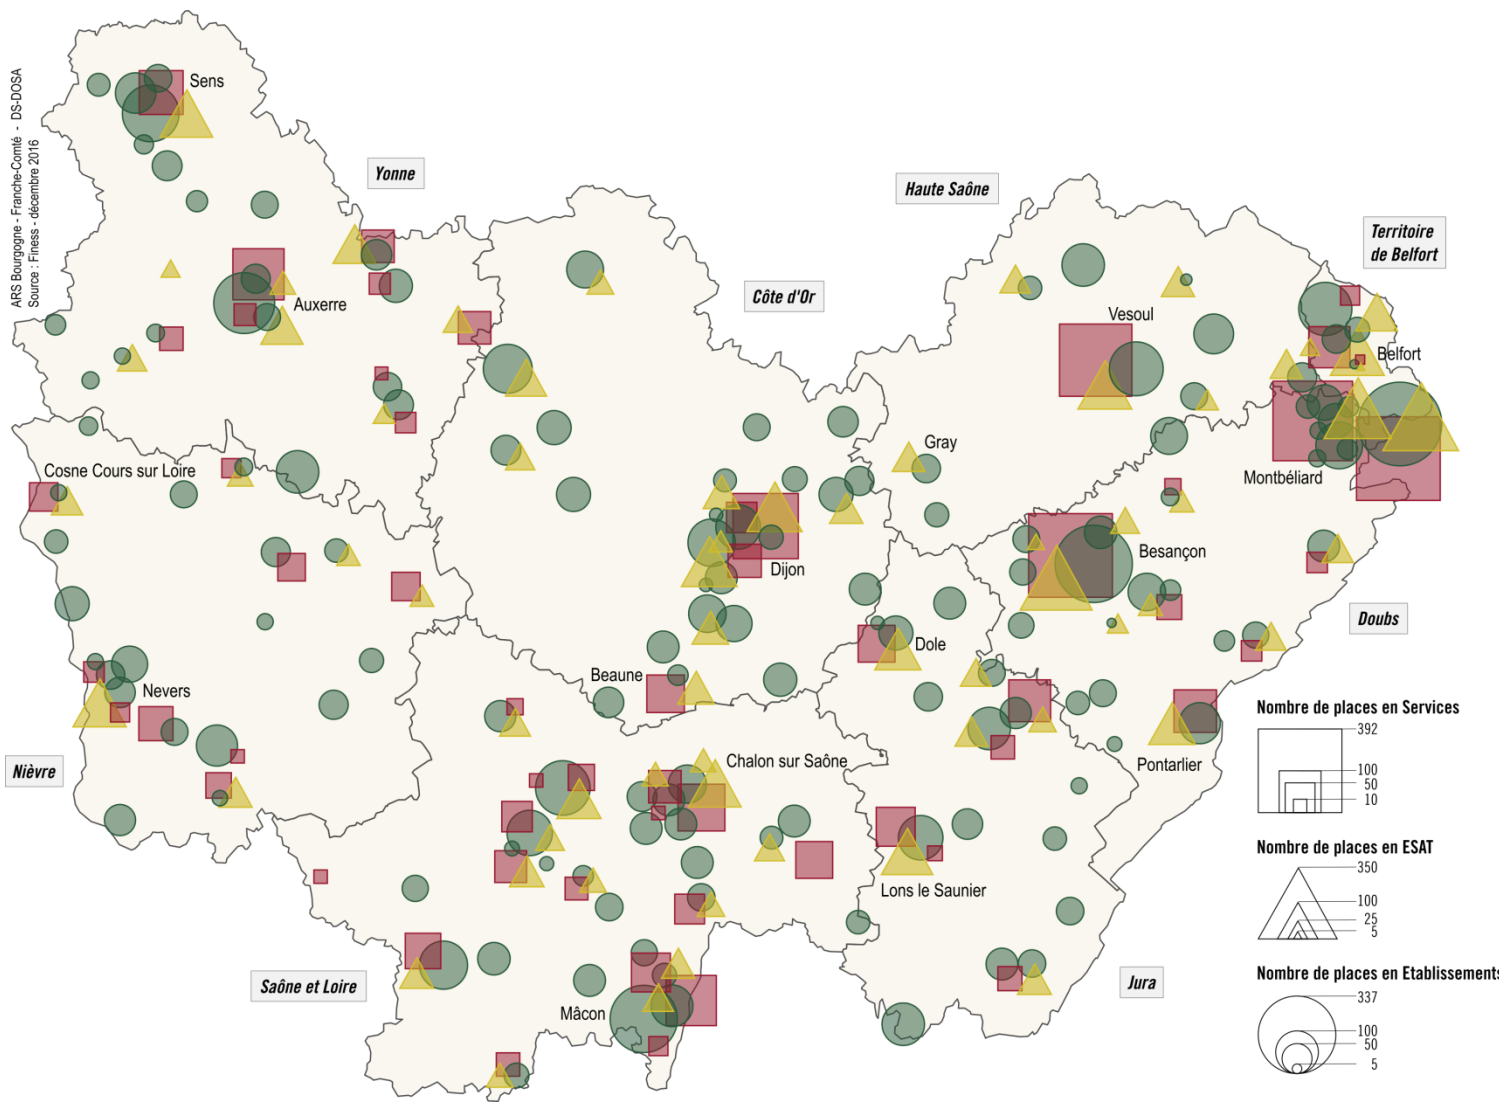 ARS Bourgogne - Franche-Comté - DS-DOSA
Source : Finess - décembre 2016
Sens
Yonne
Haute Saône
Territoire
de Belfort
Côte d'Or
Auxerre
Vesoul
Belfort
Gray
Cosne Cours sur Loire
Montbéliard
Besançon
Dijon
Doubs
Dole
Beaune
Nevers
Nièvre
Pontarlier
Chalon sur Saône
Lons le Saunier
Saône et Loire
Mâcon
Jura
Nombre de places en Services
392
100
50
10
Nombre de places en ESAT
350
100
25
5
Nombre de places en Etablissements
337
100
50
5